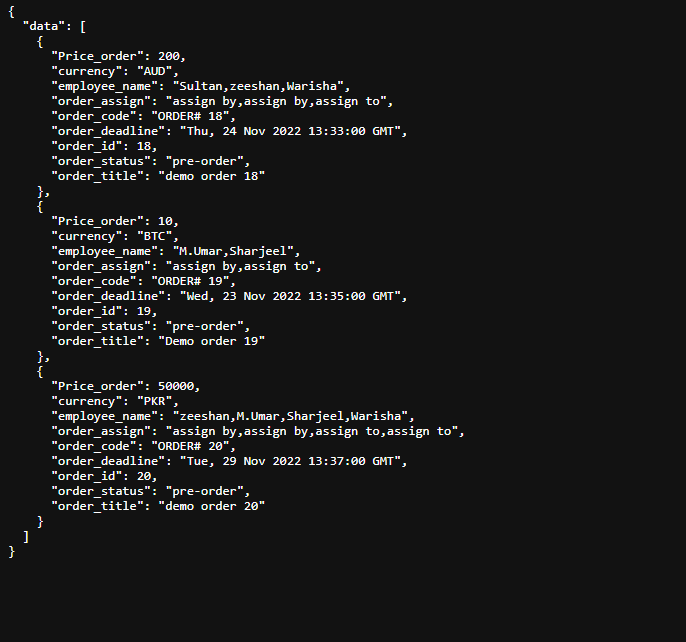 {
"data": [
{
"Price_order": 200,
"currency": "AUD",
"employee_name": "Sultan,zeeshan,Warisha",
"order_assign": "assign by,assign by,assign to",
"order_code": "ORDER# 18",
"order_deadline": "Thu, 24 Nov 2022 13:33:00 GMT",
"order_id": 18,
"order_status": "pre-order",
"order_title": "demo order 18"
},
{
"Price_order": 10,
"currency": "BTC",
"employee_name": "M.Umar,Sharjeel",
"order_assign": "assign by,assign to",
"order_code": "ORDER# 19",
"order_deadline": "Wed, 23 Nov 2022 13:35:00 GMT",
"order_id": 19,
"order_status": "pre-order",
"order_title": "Demo order 19"
},
{
"Price_order": 50000,
"currency": "PKR",
"employee_name": "zeeshan,M.Umar,Sharjeel,Warisha",
"order_assign": "assign by,assign by,assign to,assign to",
"order_code": "ORDER# 20",
"order_deadline": "Tue, 29 Nov 2022 13:37:00 GMT",
"order_id": 20,
"order_status": "pre-order",
"order_title": "demo order 20"
}
]
}